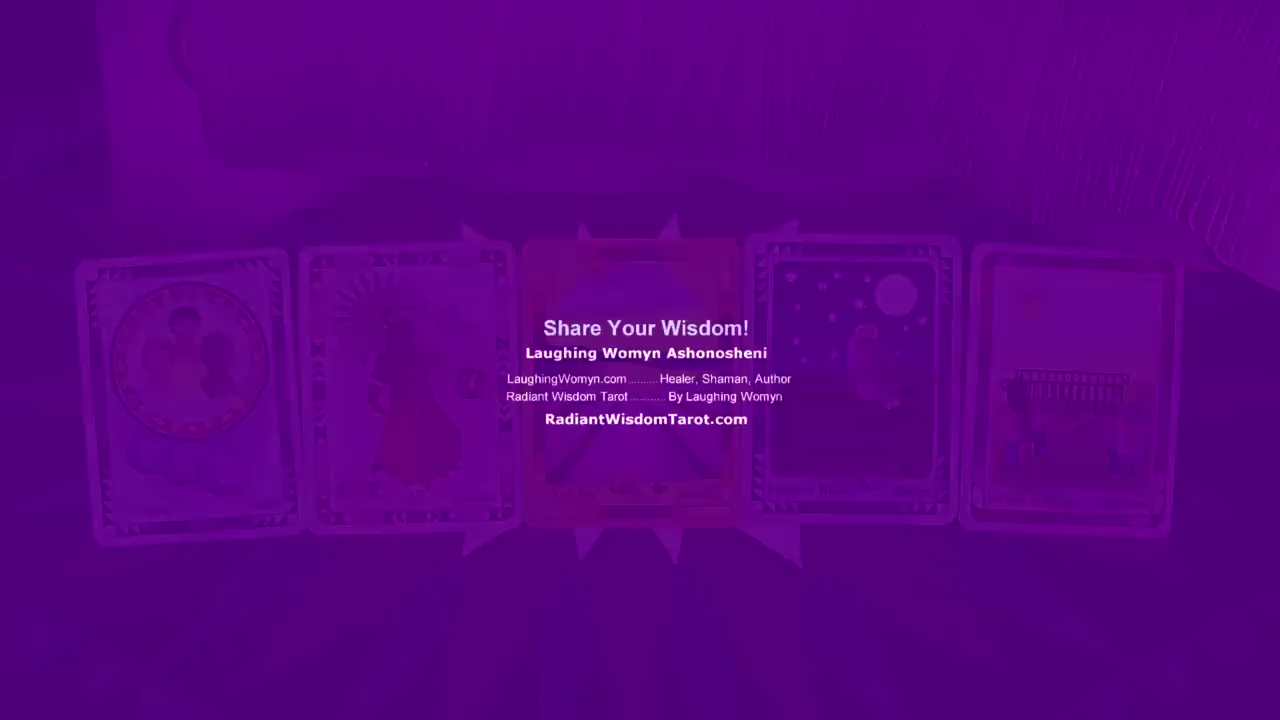 Share Your Wisdom!
Laughing Womyn Ashonosheni
LaughingWomyn.com ......... Healer, Shaman, Author
Radiant Wisdom Tarot ........... By Laughing Womyn
RadiantWisdomTarot.com